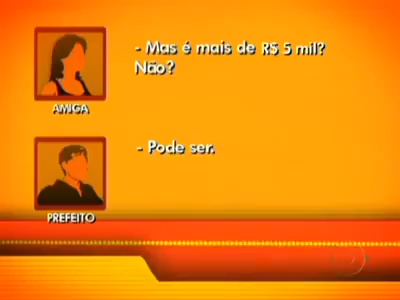 - Mas é mais de R$ 5 mil?
Não?
AMIGA
- Pode ser.
PREFEITO